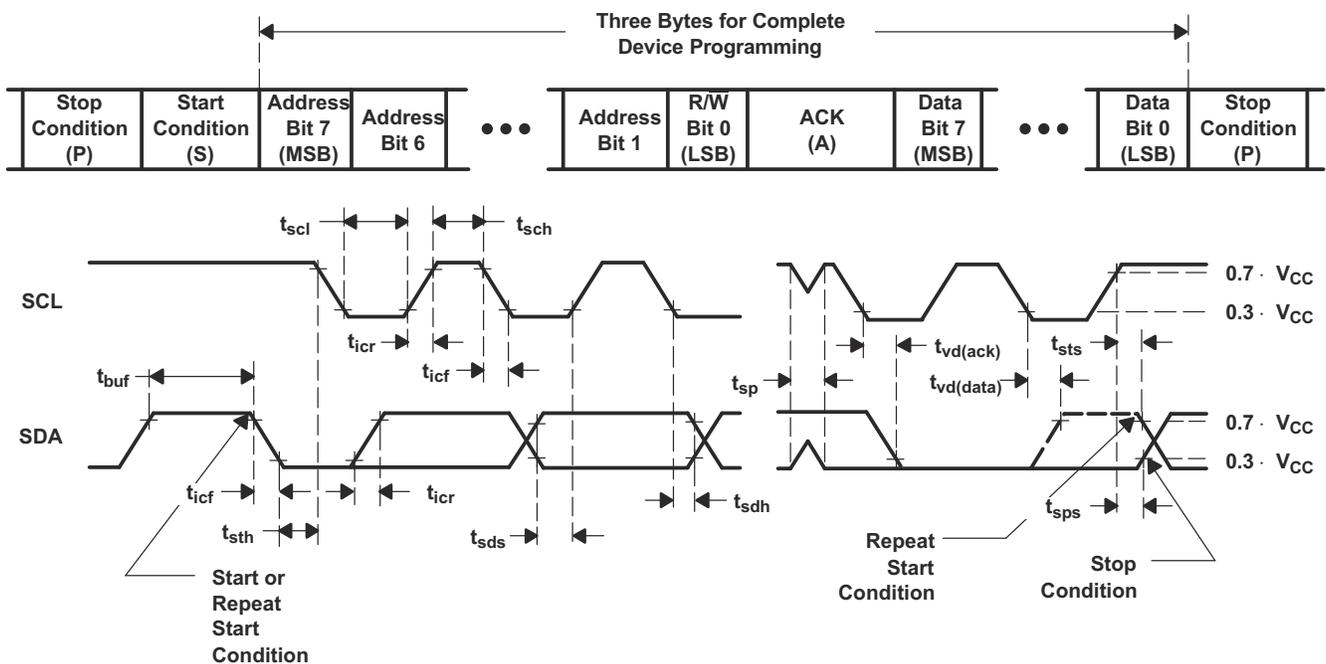 Three Bytes for Complete
Device Programming
Stop
Condition
(P)
Start
Condition
(S)
Address
Bit 7
(MSB)
Address
Bit 6
•••
Address
Bit 1
R/W̅
Bit 0
(LSB)
ACK
(A)
Data
Bit 7
(MSB)
•••
Data
Bit 0
(LSB)
Stop
Condition
(P)
tscl
tsch
SCL
0.7 · VCC
0.3 · VCC
ticr
ticf
tbuf
tsp
tvd(ack)
tvd(data)
tsts
SDA
0.7 · VCC
0.3 · VCC
ticf
tsth
ticr
tsds
tsdh
tsps
Start or
Repeat
Start
Condition
Repeat
Start
Condition
Stop
Condition